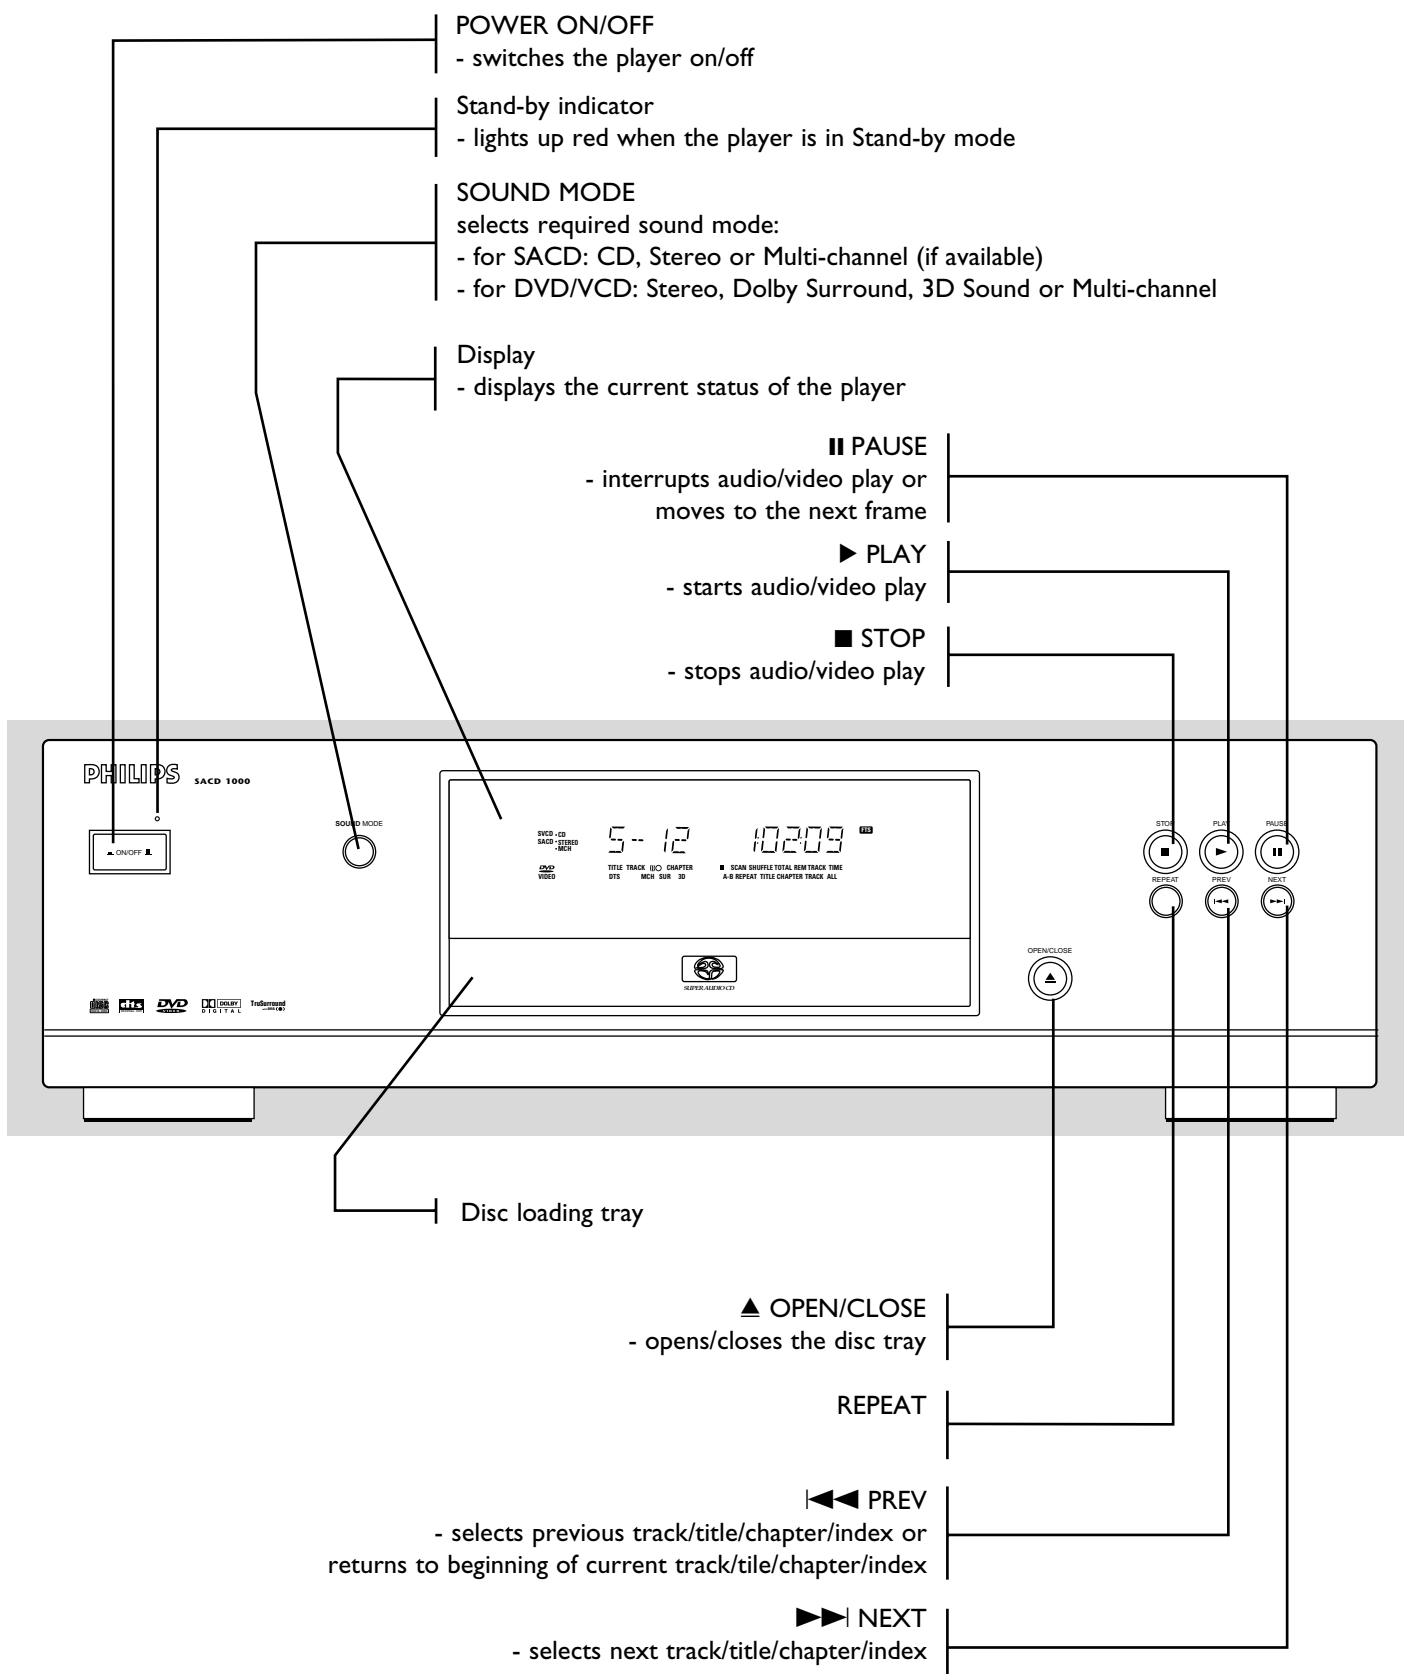 POWER ON/OFF
- switches the player on/off
Stand-by indicator
- lights up red when the player is in Stand-by mode
SOUND MODE
selects required sound mode:
- for SACD: CD, Stereo or Multi-channel (if available)
- for DVD/VCD: Stereo, Dolby Surround, 3D Sound or Multi-channel
Display
- displays the current status of the player
PAUSE
- interrupts audio/video play or
moves to the next frame
PLAY
- starts audio/video play
STOP
- stops audio/video play
PHILIPS SACD 1000
ON/OFF
SOUND MODE
SVCD • CD
SACD • STEREO
• MCH
DVD
VIDEO
5-12 102:09 FTS
TITLE TRACK CHAPTER SCAN SHUFFLE TOTAL REM TRACK TIME
DTS MCH SUR 3D A-B REPEAT TITLE CHAPTER TRACK ALL
STOP PLAY PAUSE
REPEAT PREV NEXT
OPEN/CLOSE
SUPER AUDIO CD
disc dts DVD VIDEO DOLBY DIGITAL TruSurround
Disc loading tray
OPEN/CLOSE
- opens/closes the disc tray
REPEAT
PREV
- selects previous track/title/chapter/index or
returns to beginning of current track/tile/chapter/index
NEXT
- selects next track/title/chapter/index